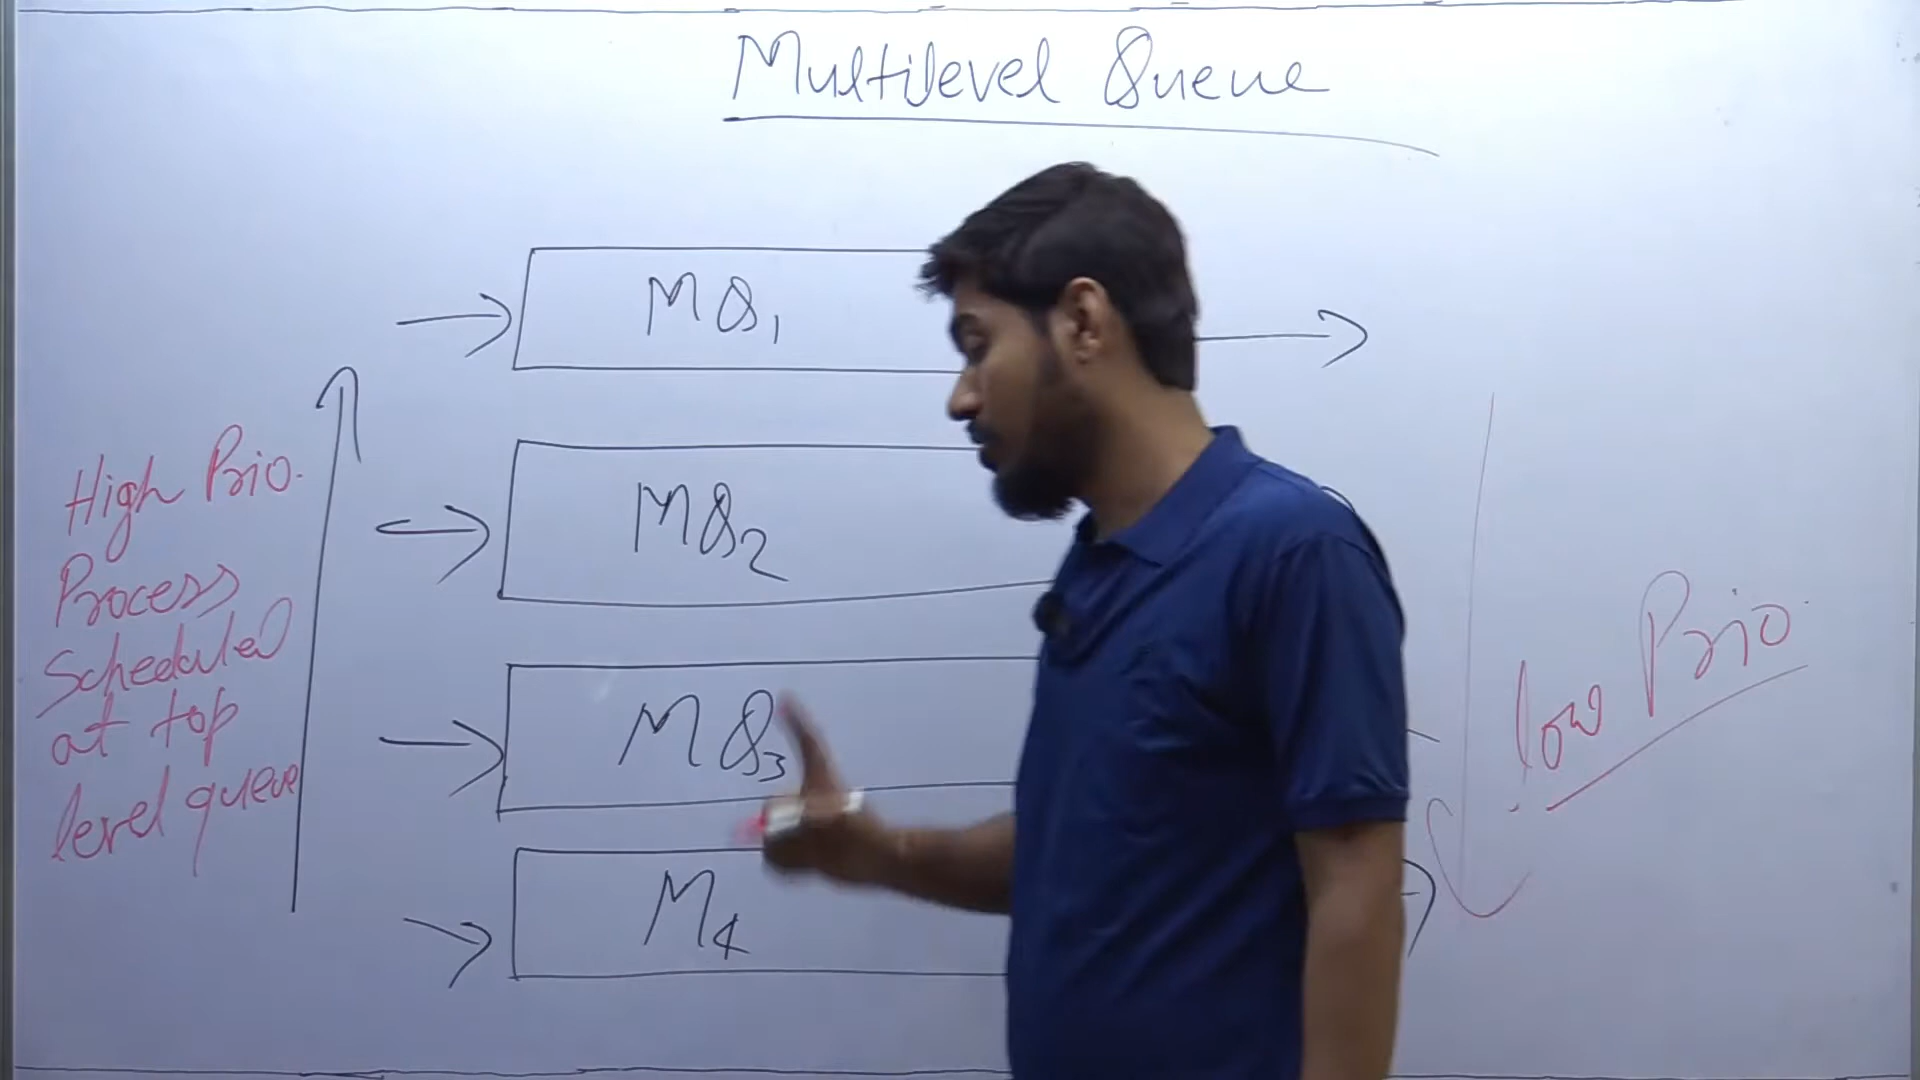 Multilevel Queue
MQ1
MQ2
MQ3
M4
High Prio.
Process
Scheduled
at top
level queue
low Prio.